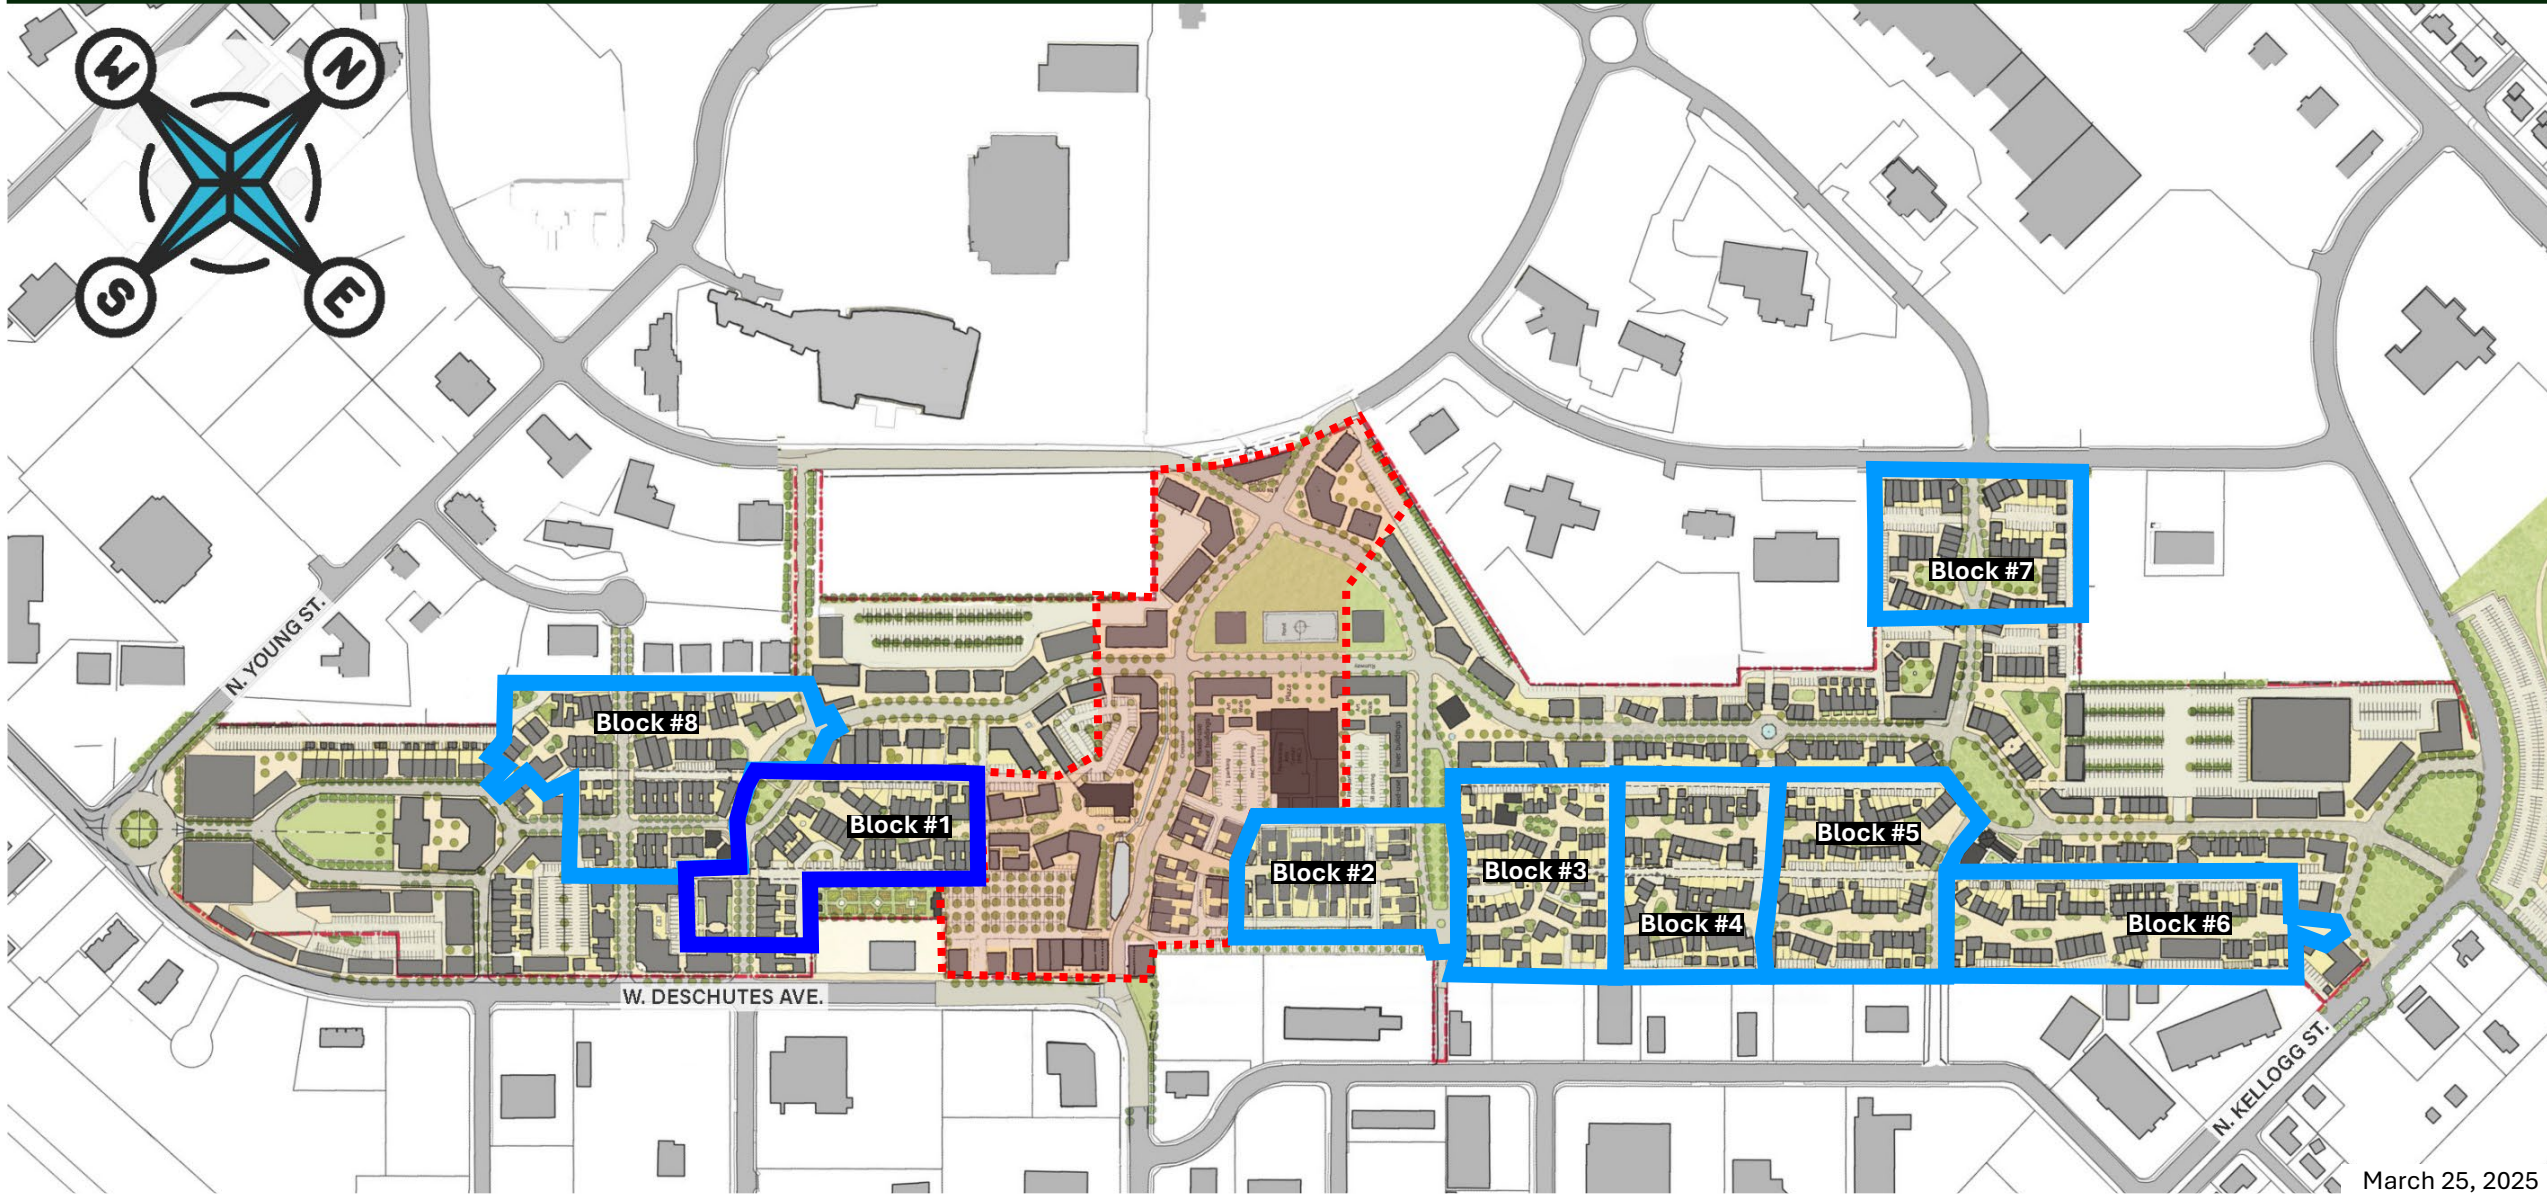 W
N
S
E
Block #7
N. YOUNG ST.
Block #8
Block #1
Block #5
Block #2
Block #3
Block #4
Block #6
W. DESCHUTES AVE.
N. KELLOGG ST.
March 25, 2025